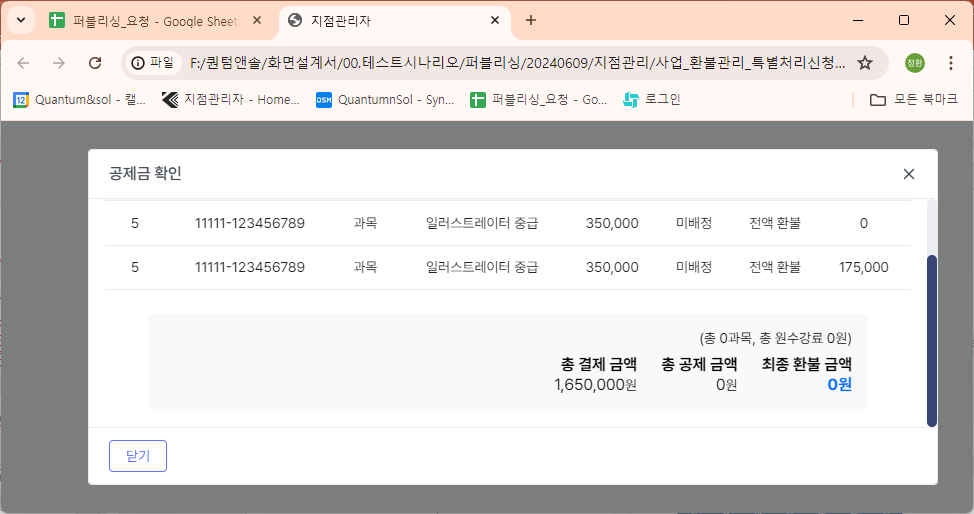 퍼블리싱_요청 - Google Sheet
지점관리자
파일
F:/퀀텀앤솔/화면설계서/00.테스트시나리오/퍼블리싱/20240609/지점관리/사업_환불관리_특별처리신청...
정환
Quantum&sol - 캘...
지점관리자 - Home...
DSM
QuantumnSol - Syn...
퍼블리싱_요청 - Go...
로그인
모든 북마크
공제금 확인
5 11111-123456789 과목 일러스트레이터 중급 350,000 미배정 전액 환불 0
5 11111-123456789 과목 일러스트레이터 중급 350,000 미배정 전액 환불 175,000
(총 0과목, 총 원수강료 0원)
총 결제 금액 총 공제 금액 최종 환불 금액
1,650,000원 0원 0원
닫기